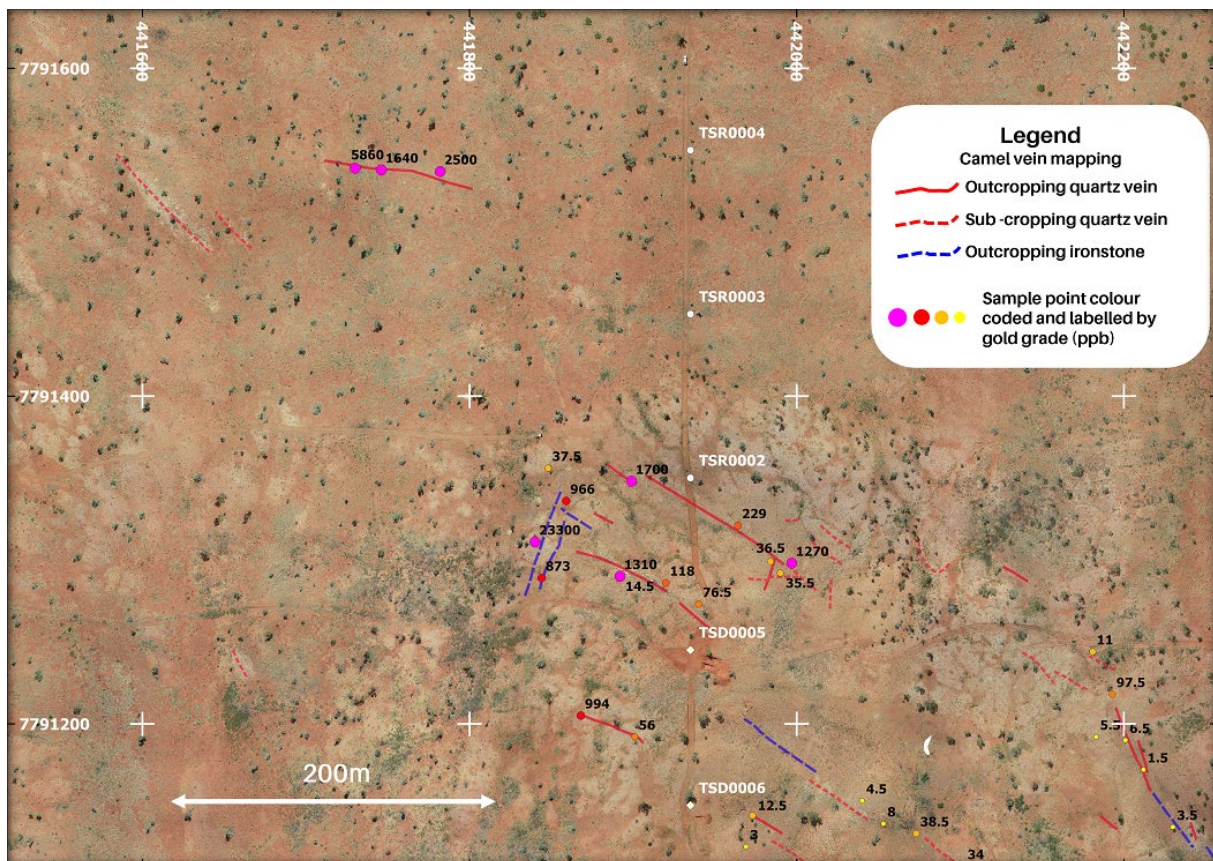 441600
441800
442000
442200
7791600
TSR0004
Legend
Camel vein mapping
Outcropping quartz vein
Sub -cropping quartz vein
Outcropping ironstone
Sample point colour
coded and labelled by
gold grade (ppb)
5860
1640
2500
TSR0003
7791400
37.5
1700
TSR0002
966
229
23300
36.5
1270
873
1310
118
35.5
14.5
76.5
TSD0005
11
97.5
994
56
7791200
5.5
6.5
1.5
200m
TSD0006
12.5
4.5
8
38.5
3.5
3
34